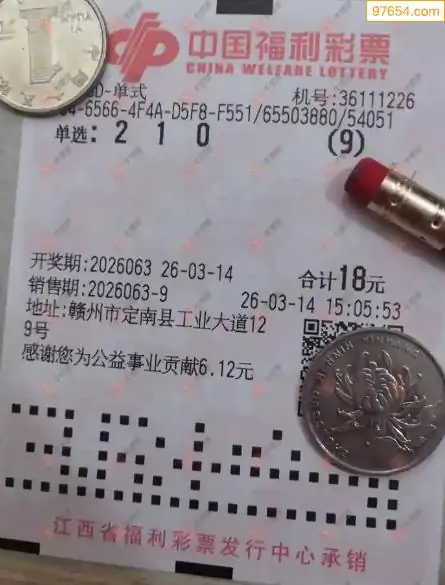 97654.com
中国福利彩票
CHINA WELFARE LOTTERY
D-单式
机号:36111226
4-6566-4F4A-D5F8-F551/65503880/54051
单选: 2 1 0 (9)
开奖期:2026063 26-03-14
合计18元
销售期:2026063-9
26-03-14 15:05:53
地址:赣州市定南县工业大道12
9号
感谢您为公益事业贡献6.12元
江西省福利彩票发行中心承销